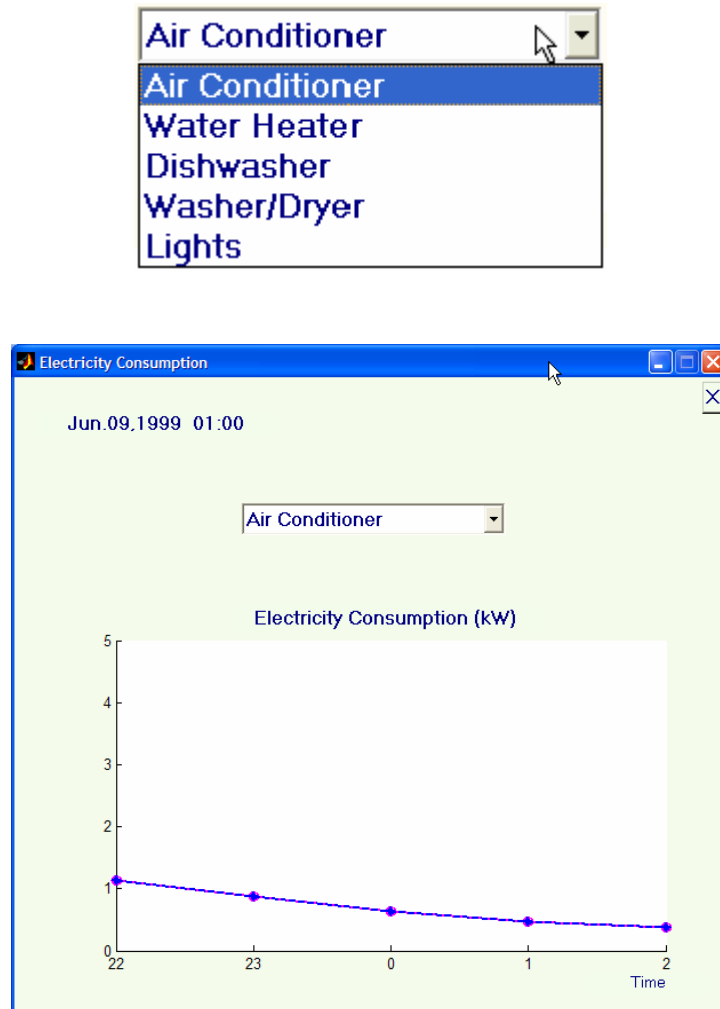 Air Conditioner
Air Conditioner
Water Heater
Dishwasher
Washer/Dryer
Lights
Electricity Consumption
X
Jun.09,1999 01:00
Air Conditioner
Electricity Consumption (kW)
5
4
3
2
1
0
22 23 0 1 2
Time